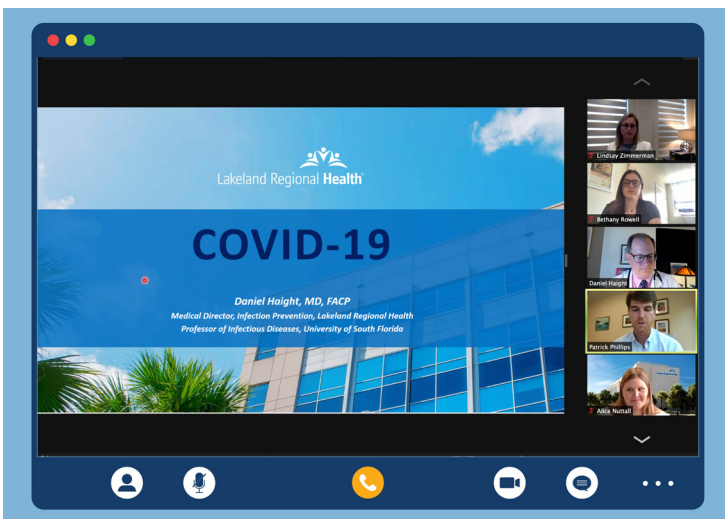 Lakeland Regional Health
COVID-19
Daniel Haight, MD, FACP
Medical Director, Infection Prevention, Lakeland Regional Health
Professor of Infectious Diseases, University of South Florida
Lindsay Zimmerman
Bethany Rowell
Daniel Haight
Patrick Phillips
Alice Nuttall